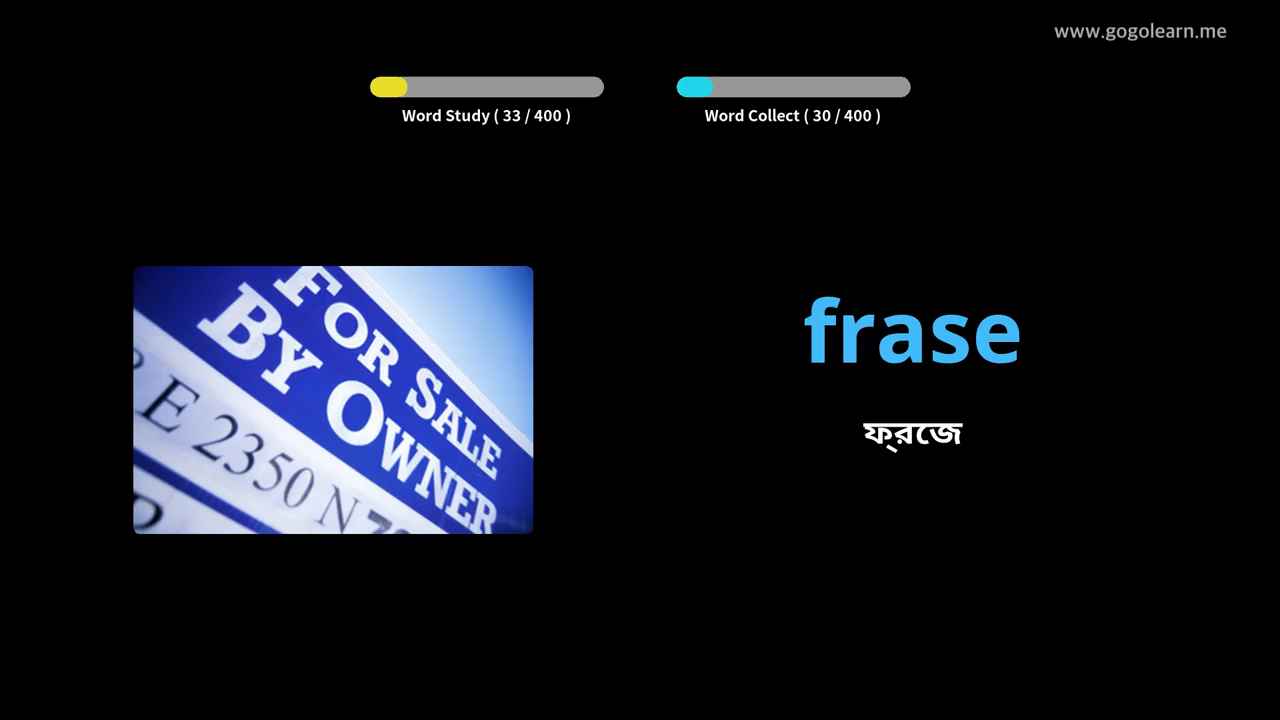 www.gogolearn.me
Word Study ( 33 / 400 )
Word Collect ( 30 / 400 )
FOR SALE
BY OWNER
E 2350 N
frase
ফ্রজে